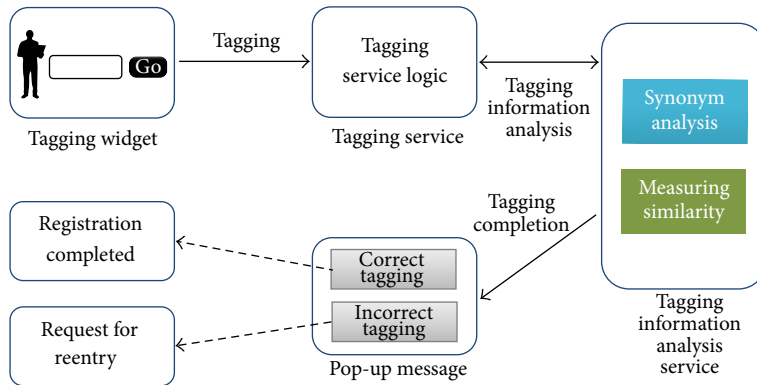 Go
Tagging widget
Tagging
Tagging
service logic
Tagging service
Tagging
information
analysis
Synonym
analysis
Measuring
similarity
Tagging
information
analysis
service
Tagging
completion
Correct
tagging
Incorrect
tagging
Pop-up message
Registration
completed
Request for
reentry